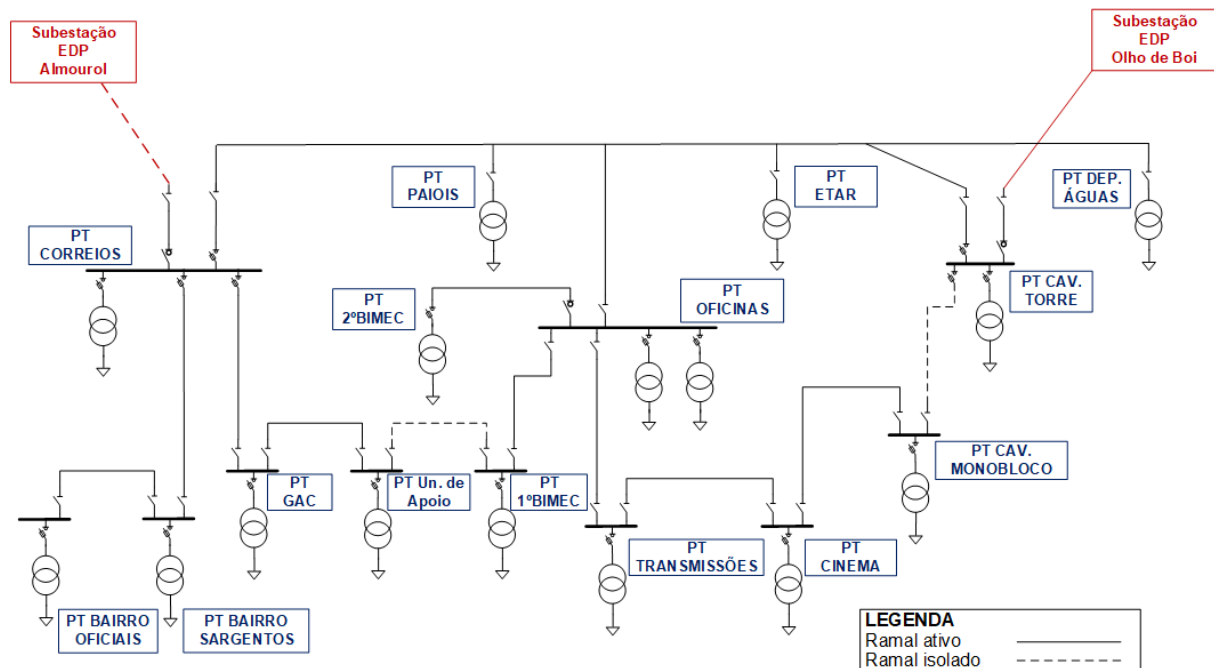 Subestação
EDP
Almourol
Subestação
EDP
Olho de Boi
PT
PAIOIS
PT
ETAR
PT DEP.
ÁGUAS
PT
CORREIOS
PT
2ºBIMEC
PT
OFICINAS
PT CAV.
TORRE
PT
GAC
PT Un. de
Apoio
PT
1ºBIMEC
PT CAV.
MONOBLOCO
PT
TRANSMISSÕES
PT
CINEMA
PT BAIRRO
OFICIAIS
PT BAIRRO
SARGENTOS
LEGENDA
Ramal ativo
Ramal isolado